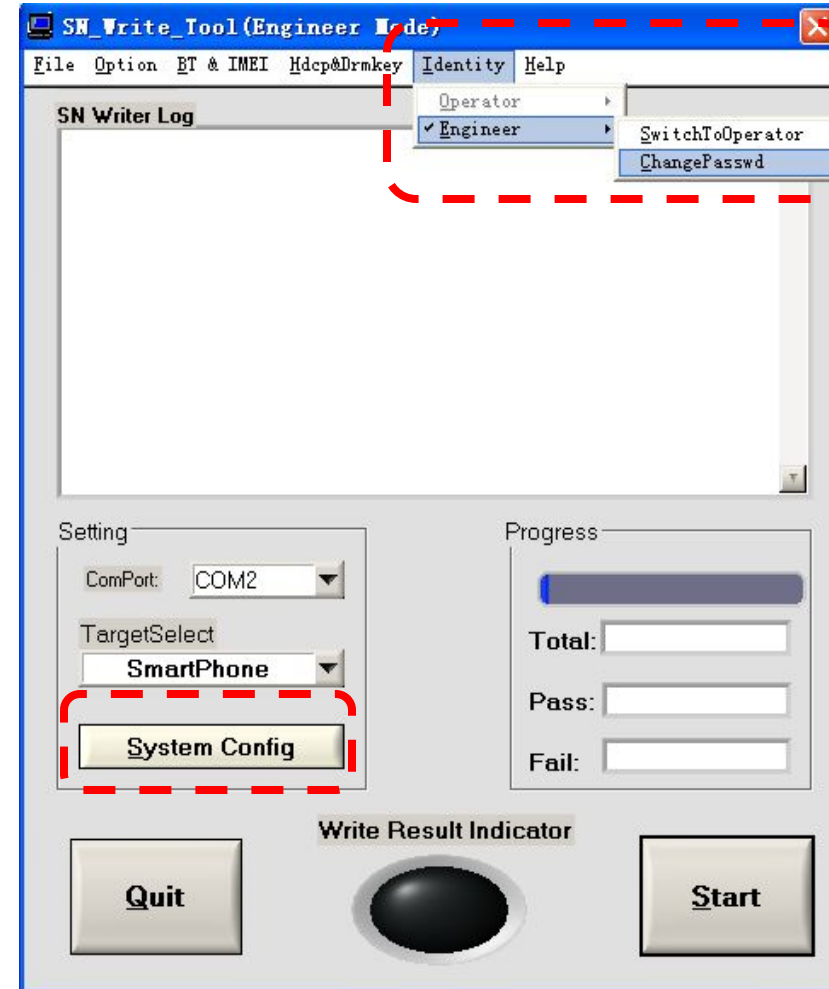 SN_Write_Tool(Engineer Mode)
File Option BT & IMEI Hdcp&Drmkey Identity Help
Operator
Engineer
SwitchToOperator
ChangePasswd
SN Writer Log
Setting
ComPort: COM2
TargetSelect
SmartPhone
System Config
Progress
Total:
Pass:
Fail:
Write Result Indicator
Quit
Start